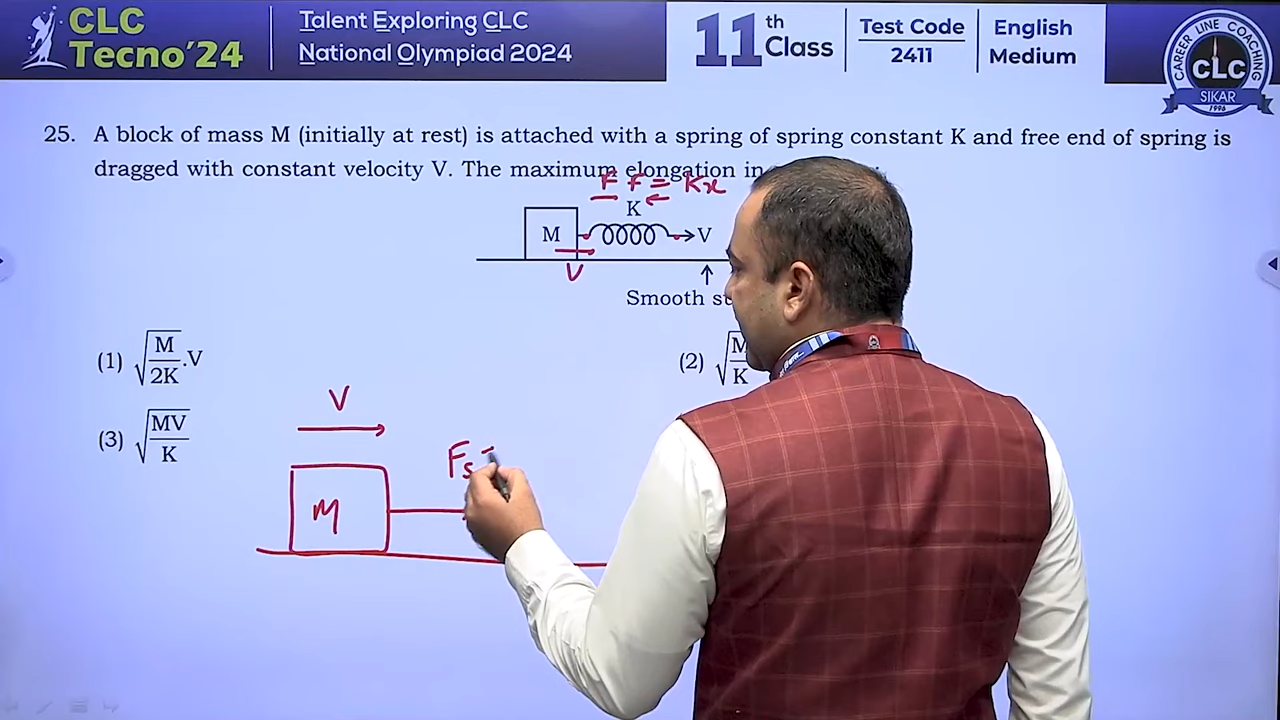 CLC
Tecno'24
Talent Exploring CLC
National Olympiad 2024
11th Class
Test Code
2411
English
Medium
CAREER LINE COACHING
CLC
SIKAR
1996
25. A block of mass M (initially at rest) is attached with a spring of spring constant K and free end of spring is
dragged with constant velocity V. The maximum elongation in
F F = Kx
K
M
V
V
Smooth
(1) √(M/2K).V
(2)
K
(3) √(MV/K)
V
Fs =
M